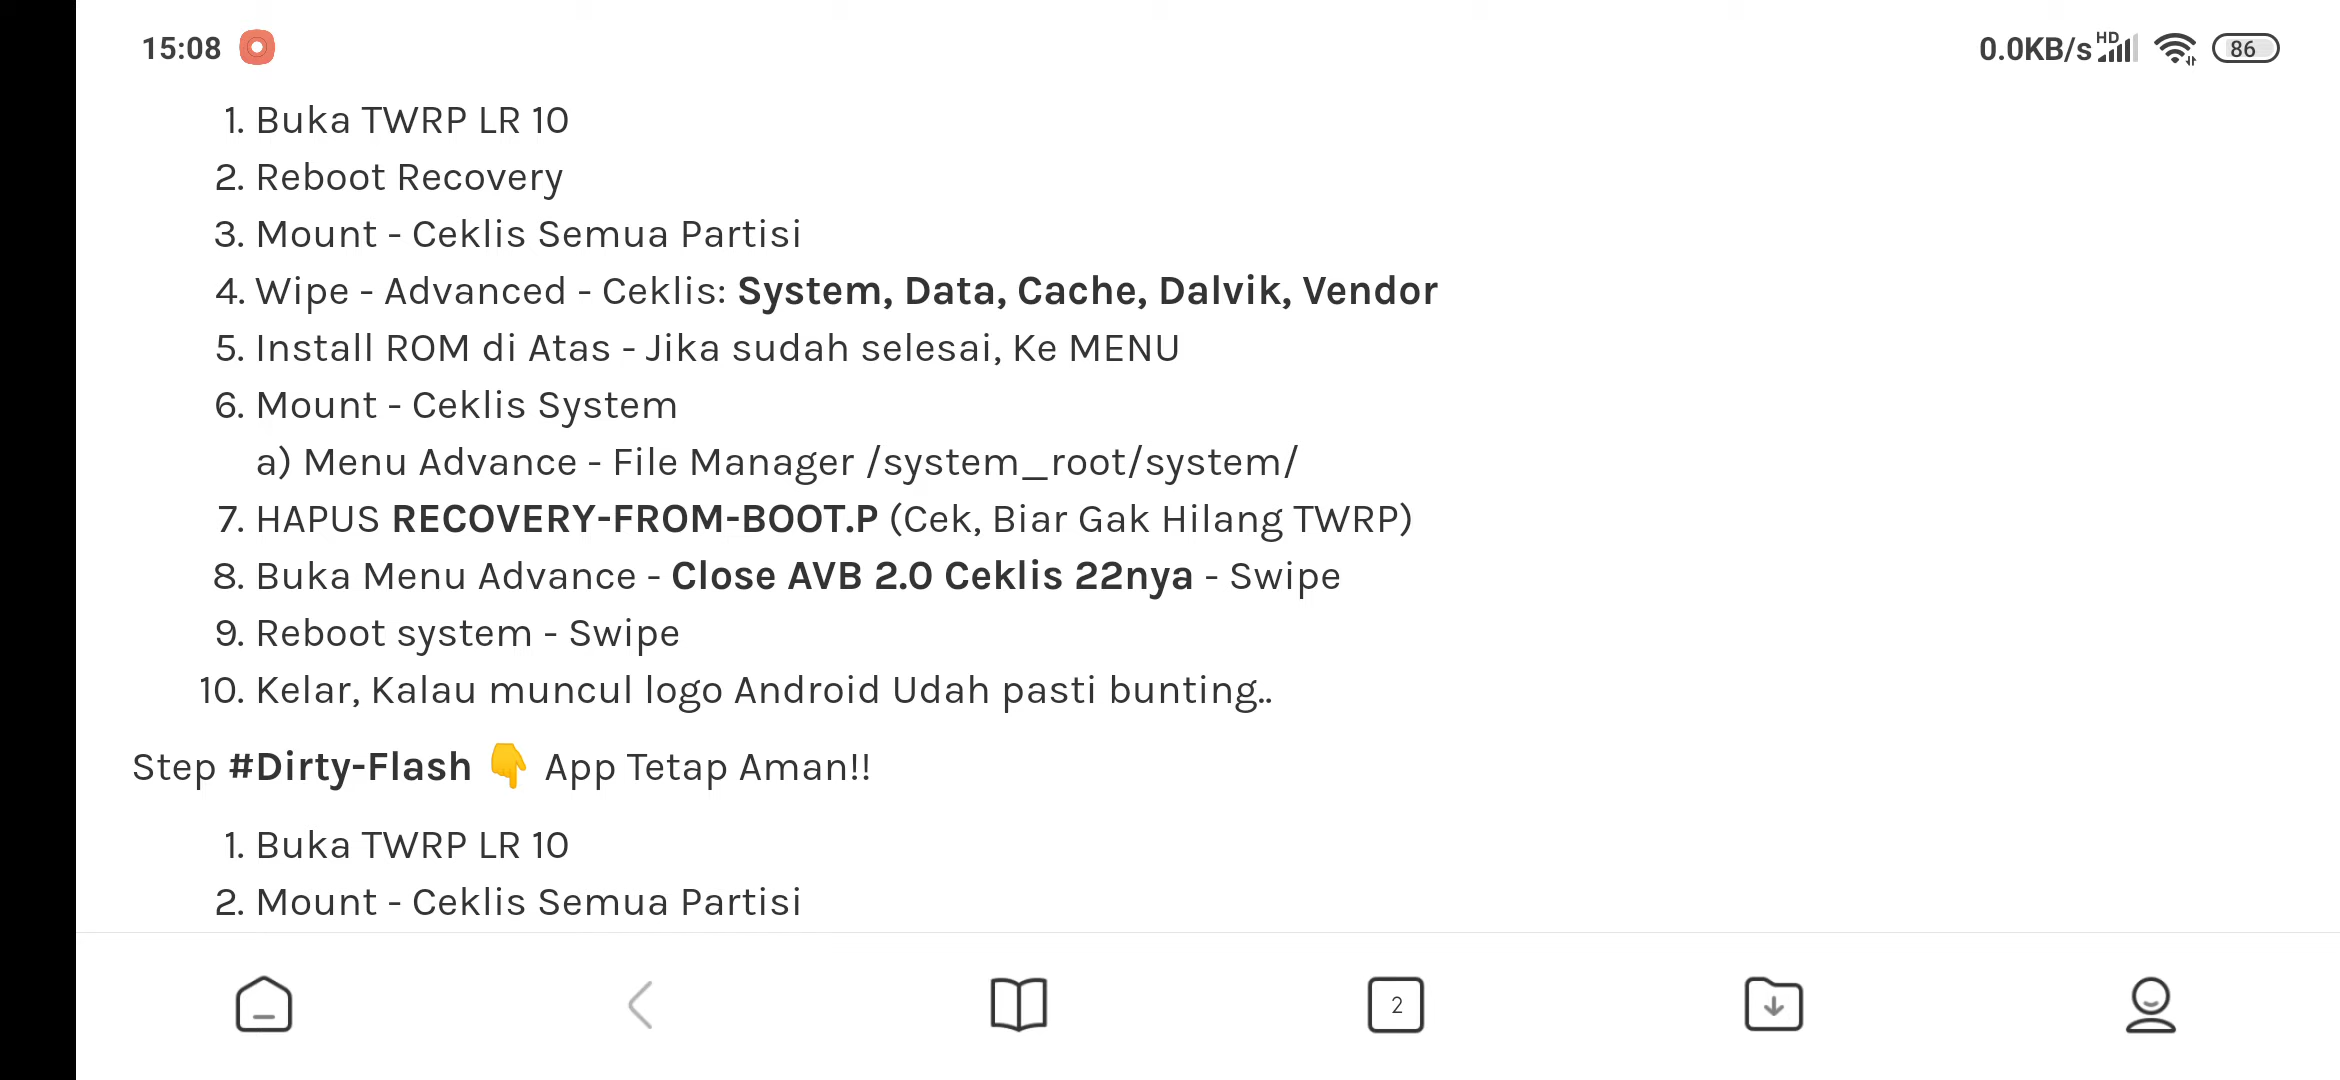 15:08
0.0KB/s HD 86
1. Buka TWRP LR 10
2. Reboot Recovery
3. Mount - Ceklis Semua Partisi
4. Wipe - Advanced - Ceklis: System, Data, Cache, Dalvik, Vendor
5. Install ROM di Atas - Jika sudah selesai, Ke MENU
6. Mount - Ceklis System
a) Menu Advance - File Manager /system_root/system/
7. HAPUS RECOVERY-FROM-BOOT.P (Cek, Biar Gak Hilang TWRP)
8. Buka Menu Advance - Close AVB 2.0 Ceklis 22nya - Swipe
9. Reboot system - Swipe
10. Kelar, Kalau muncul logo Android Udah pasti bunting..
Step #Dirty-Flash 👇 App Tetap Aman!!
1. Buka TWRP LR 10
2. Mount - Ceklis Semua Partisi
2